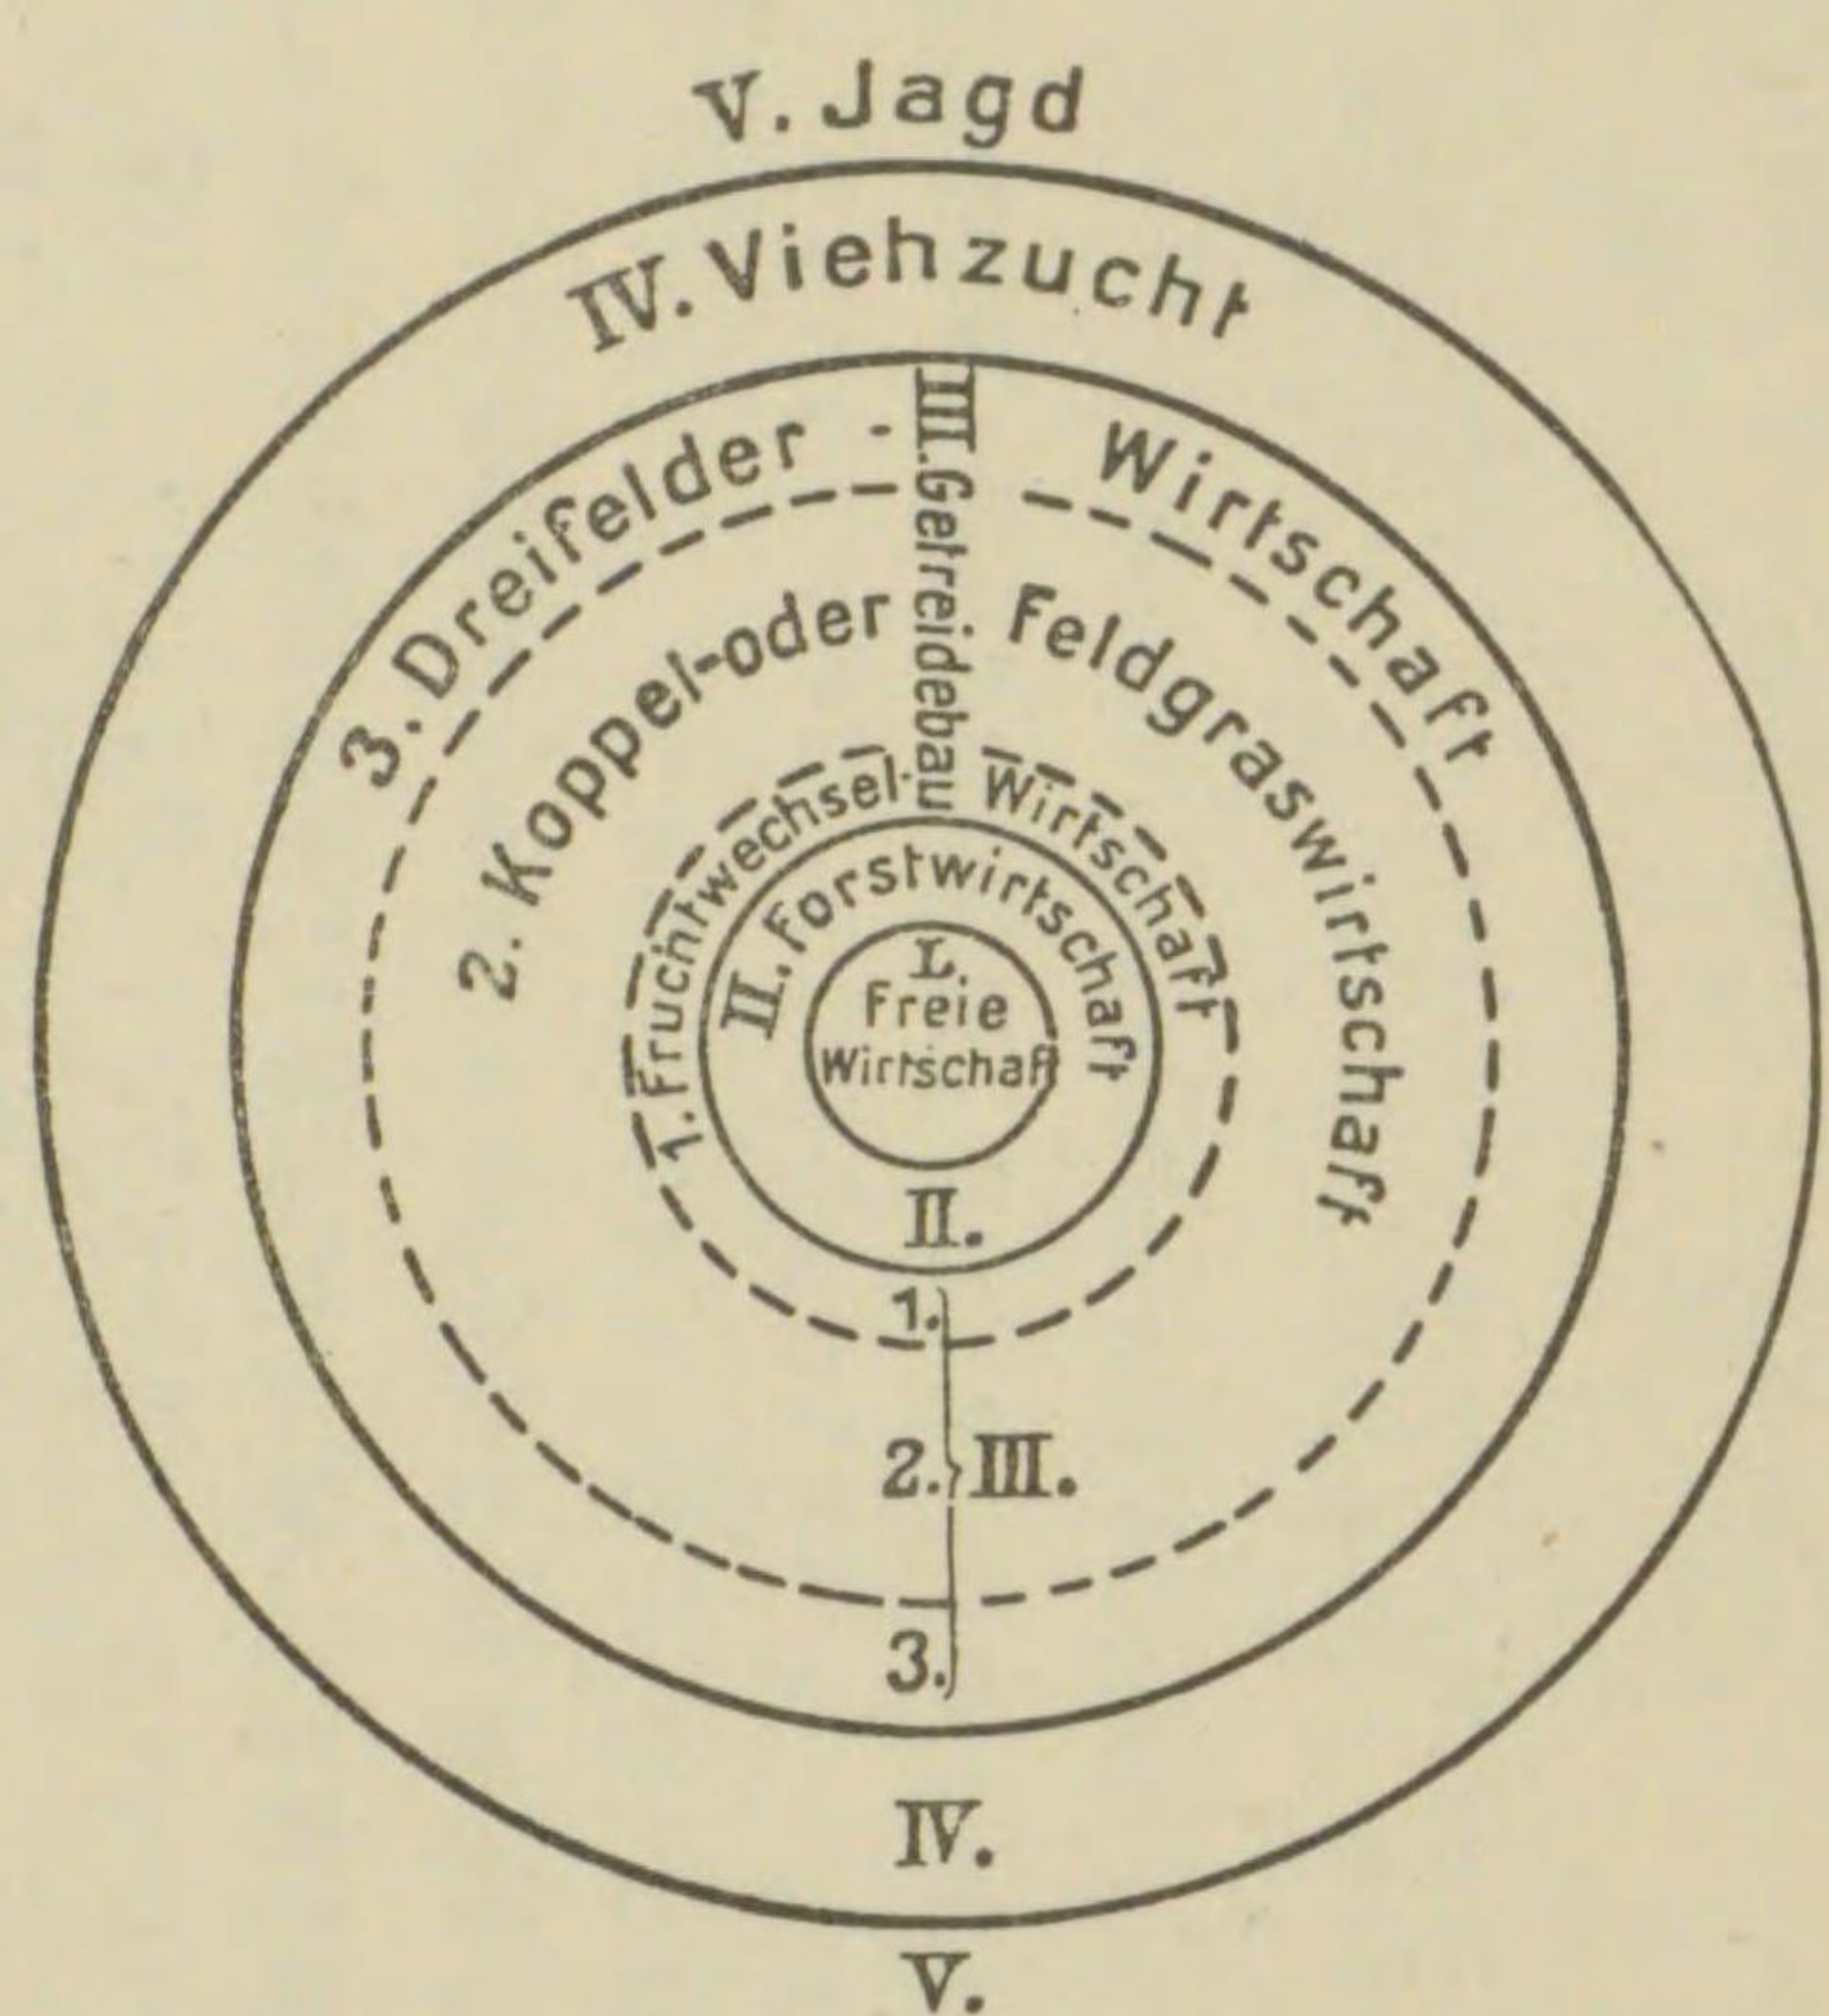 V. Jagd
IV. Viehzucht
III. Getreidebau
3. Dreifelder - Wirtschaft
2. Koppel-oder Feldgraswirtschaft
1. Fruchtwechsel- Wirtschaft
II. Forstwirtschaft
I.
Freie
Wirtschaft
II.
1.
2. III.
3.
IV.
V.